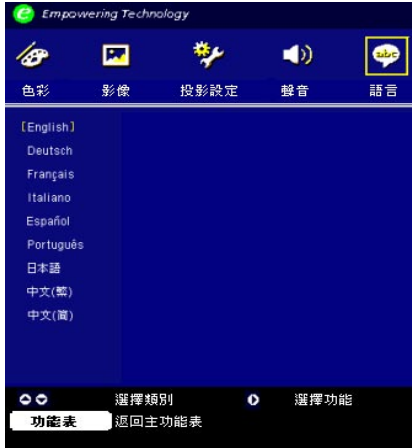 e Empowering Technology
abc
色彩 影像 投影設定 聲音 語言
[English]
Deutsch
Français
Italiano
Español
Português
日本語
中文(繁)
中文(简)
選擇類別 選擇功能
功能表 返回主功能表